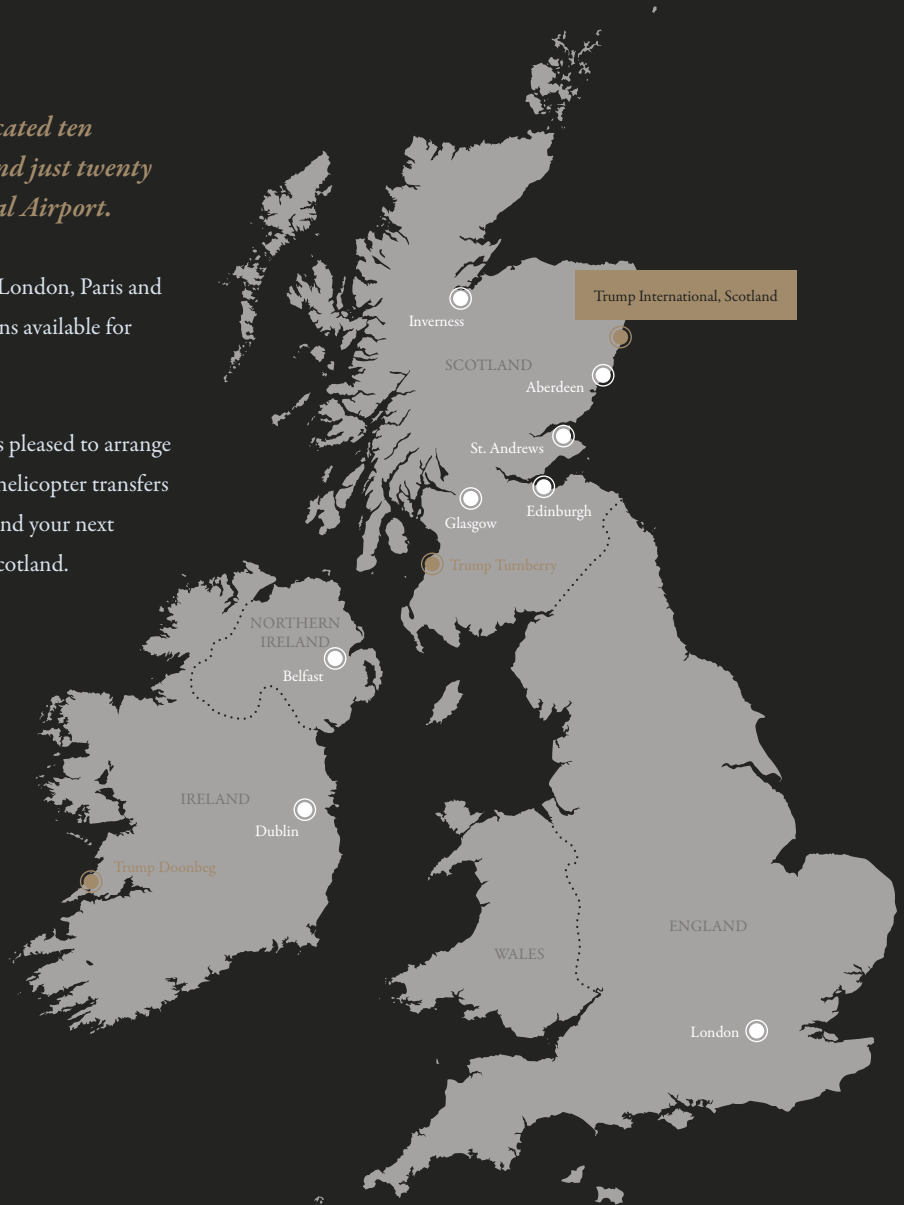 cated ten
nd just twenty
al Airport.
London, Paris and
ns available for
s pleased to arrange
helicopter transfers
nd your next
cotland.
Trump International, Scotland
Inverness
SCOTLAND
Aberdeen
St. Andrews
Edinburgh
Glasgow
Trump Turnberry
NORTHERN
IRELAND
Belfast
IRELAND
Dublin
Trump Doonbeg
ENGLAND
WALES
London